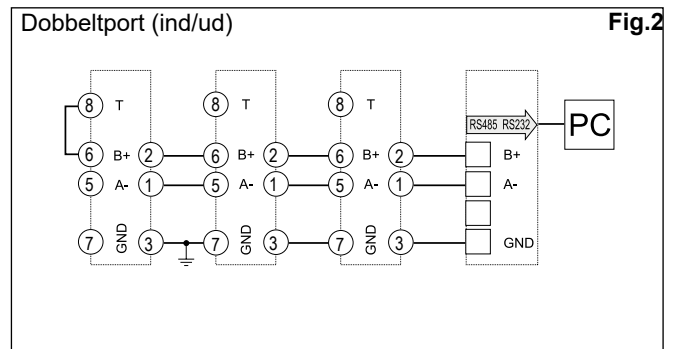 Dobbeltport (ind/ud) Fig.2
8 T 8 T 8 T
RS485 RS232 PC
6 B+ 2 6 B+ 2 6 B+ 2 B+
5 A- 1 5 A- 1 5 A- 1 A-
7 GND 3 7 GND 3 7 GND 3 GND